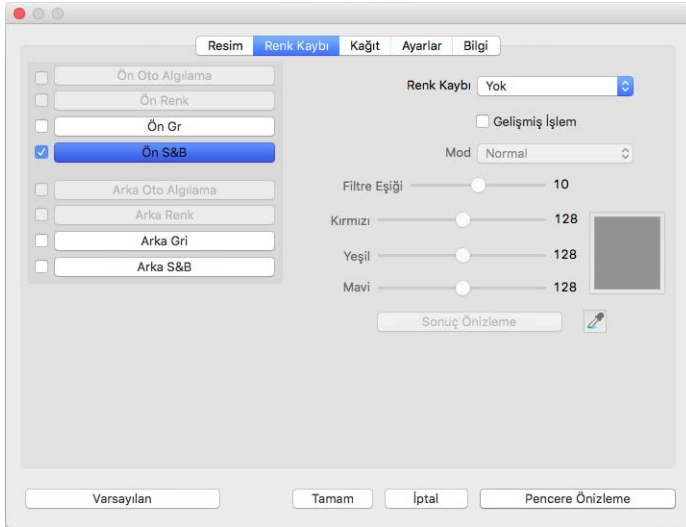 Resim Renk Kaybı Kağıt Ayarlar Bilgi
Ön Oto Algılama
Ön Renk
Ön Gr
Ön S&B
Arka Oto Algılama
Arka Renk
Arka Gri
Arka S&B
Renk Kaybı Yok
Gelişmiş İşlem
Mod Normal
Filtre Eşiği 10
Kırmızı 128
Yeşil 128
Mavi 128
Sonuç Önizleme
Varsayılan Tamam İptal Pencere Önizleme